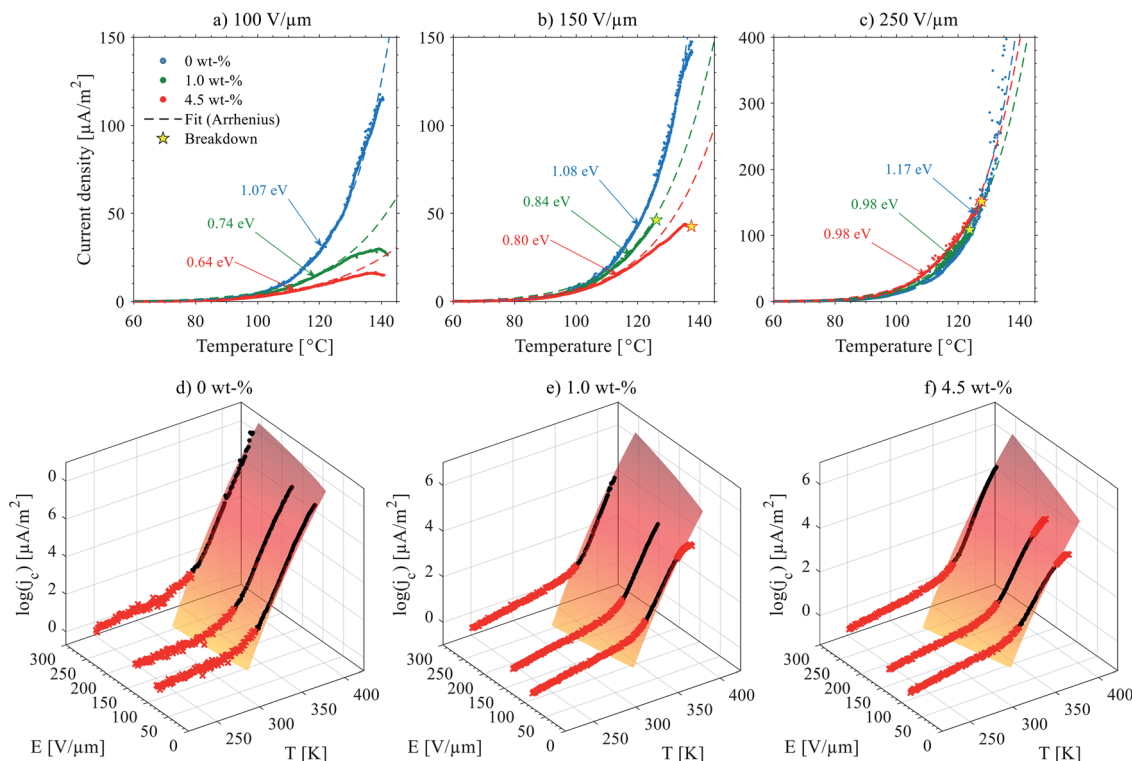 a) 100 V/µm
b) 150 V/µm
c) 250 V/µm
Current density [µA/m²]
150
100
50
0
0 wt-%
1.0 wt-%
4.5 wt-%
Fit (Arrhenius)
Breakdown
1.07 eV
0.74 eV
0.64 eV
60 80 100 120 140
Temperature [°C]
150
100
50
0
1.08 eV
0.84 eV
0.80 eV
60 80 100 120 140
Temperature [°C]
400
300
200
100
0
1.17 eV
0.98 eV
0.98 eV
60 80 100 120 140
Temperature [°C]
d) 0 wt-%
e) 1.0 wt-%
f) 4.5 wt-%
log(j_c) [µA/m²]
0
6
4
2
0
300
250
200
150
100
50
0
E [V/µm]
250
300
350
400
T [K]
log(j_c) [µA/m²]
6
4
2
0
300
250
200
150
100
50
0
E [V/µm]
250
300
350
400
T [K]
log(j_c) [µA/m²]
6
4
2
0
300
250
200
150
100
50
0
E [V/µm]
250
300
350
400
T [K]